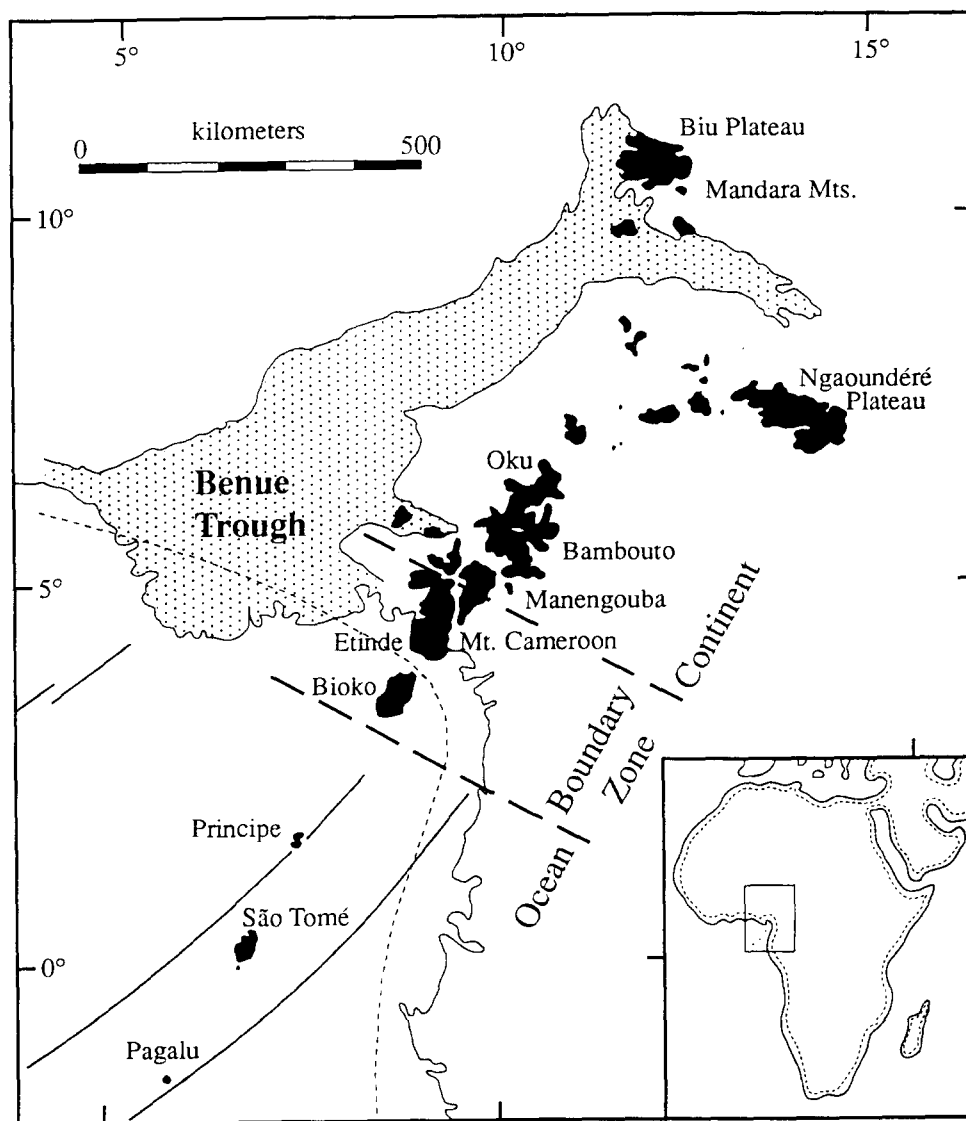 5°
10°
15°
kilometers
0
500
Biu Plateau
Mandara Mts.
10°
Ngaoundéré
Plateau
Oku
Benue
Trough
Bambouto
5°
Manengouba
Etinde
Mt. Cameroon
Continent
Bioko
Boundary
Zone
Principe
Ocean
São Tomé
0°
Pagalu